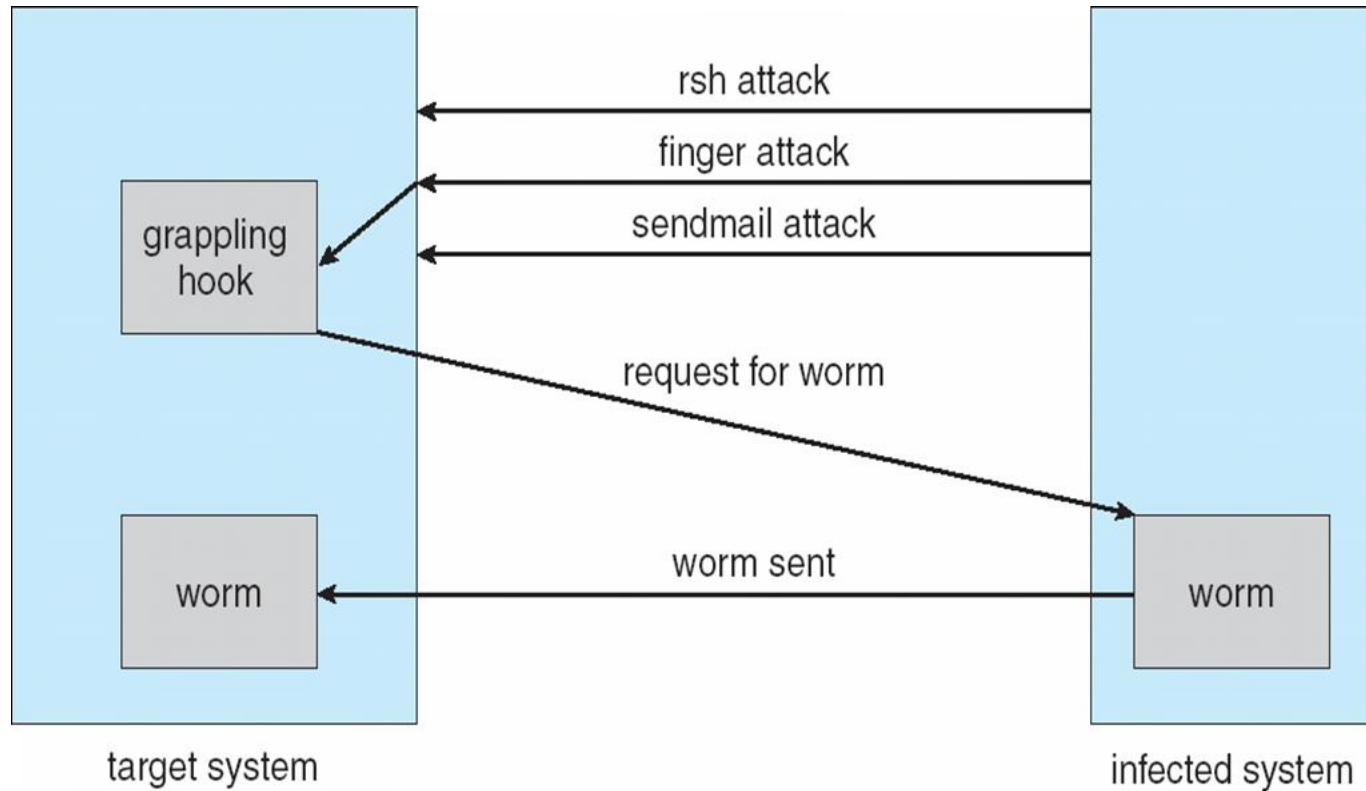 rsh attack
finger attack
sendmail attack
grappling
hook
request for worm
worm sent
worm
worm
target system
infected system